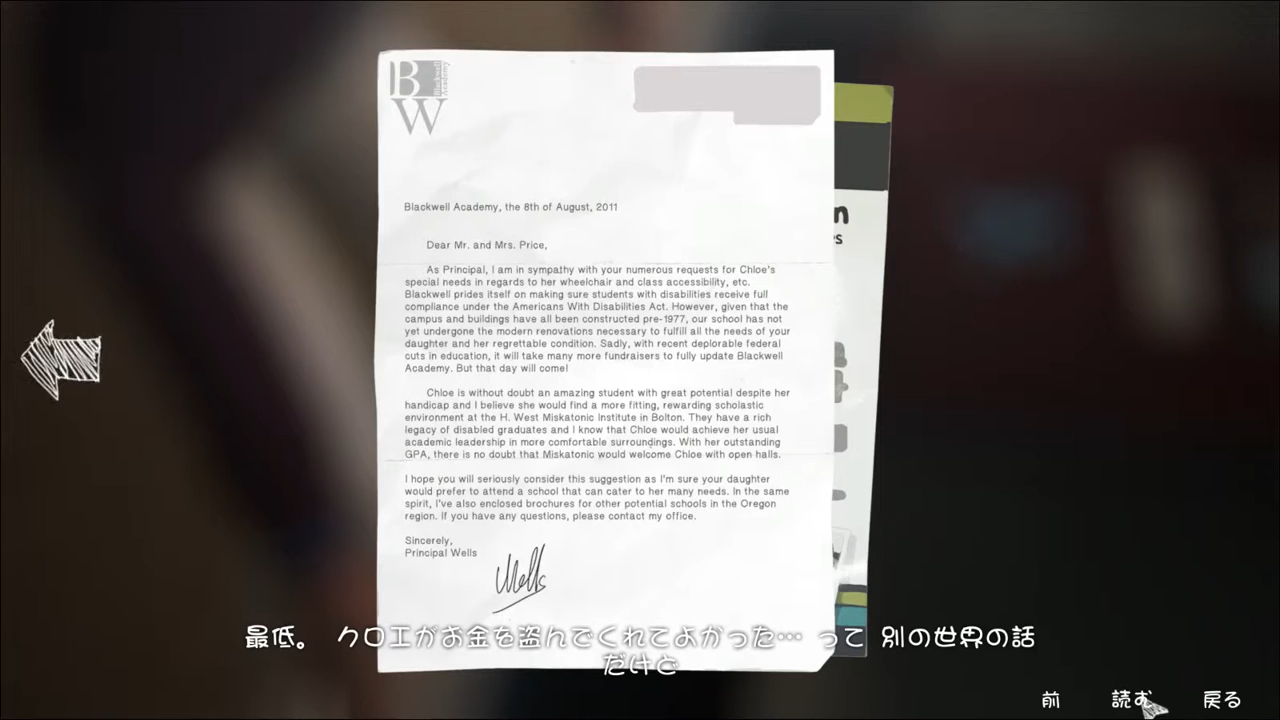 B
W
Blackwell
Academy
Blackwell Academy, the 8th of August, 2011
Dear Mr. and Mrs. Price,
As Principal, I am in sympathy with your numerous requests for Chloe's
special needs in regards to her wheelchair and class accessibility, etc.
Blackwell prides itself on making sure students with disabilities receive full
compliance under the Americans With Disabilities Act. However, given that the
campus and buildings have all been constructed pre-1977, our school has not
yet undergone the modern renovations necessary to fulfill all the needs of your
daughter and her regrettable condition. Sadly, with recent deplorable federal
cuts in education, it will take many more fundraisers to fully update Blackwell
Academy. But that day will come!
Chloe is without doubt an amazing student with great potential despite her
handicap and I believe she would find a more fitting, rewarding scholastic
environment at the H. West Miskatonic Institute in Bolton. They have a rich
legacy of disabled graduates and I know that Chloe would achieve her usual
academic leadership in more comfortable surroundings. With her outstanding
GPA, there is no doubt that Miskatonic would welcome Chloe with open halls.
I hope you will seriously consider this suggestion as I'm sure your daughter
would prefer to attend a school that can cater to her many needs. In the same
spirit, I've also enclosed brochures for other potential schools in the Oregon
region. If you have any questions, please contact my office.
Sincerely,
Principal Wells
Wells
n
s
最低。 クロエがお金を盗んでくれてよかった… って 別の世界の話
だけど
前 読む 戻る